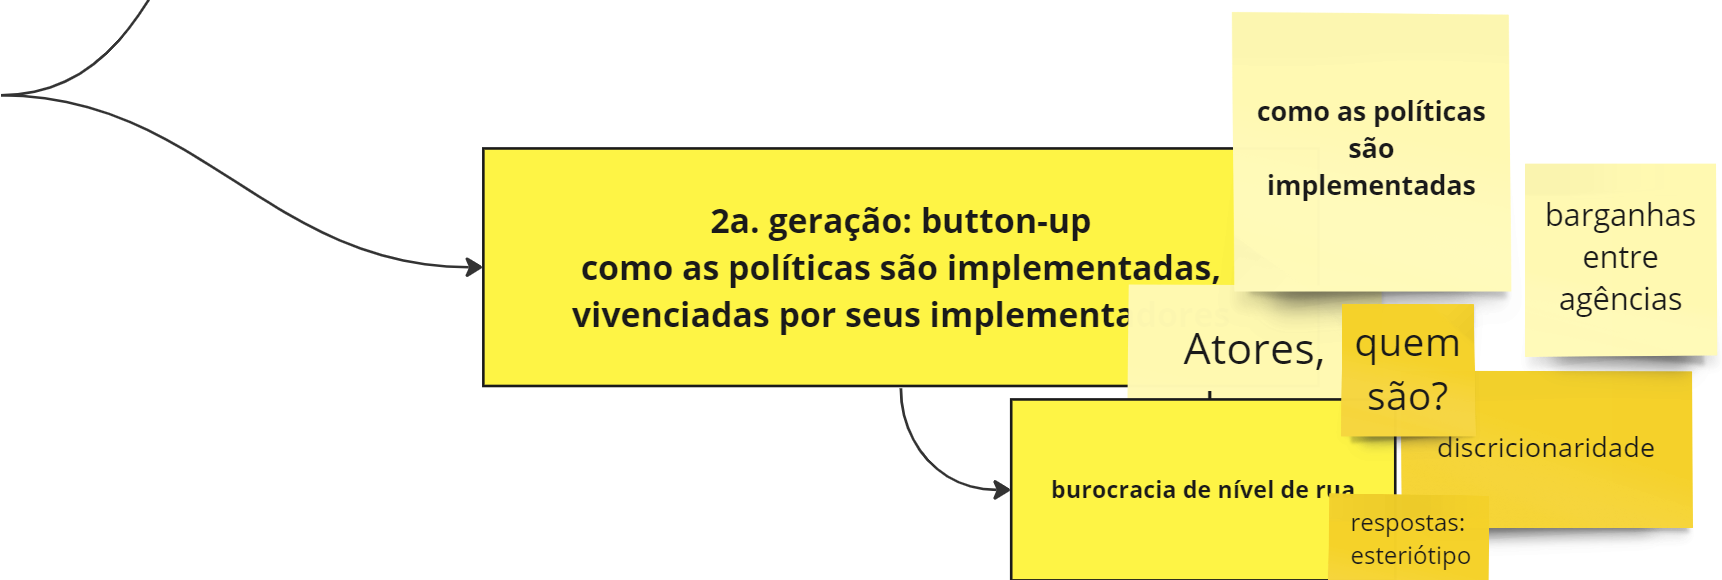 como as políticas
são
implementadas
barganhas
entre
agências
2a. geração: button-up
como as políticas são implementadas,
vivenciadas por seus implementadores.
Atores,
quem
são?
discricionaridade
burocracia de nível de rua
respostas:
esteriótipo